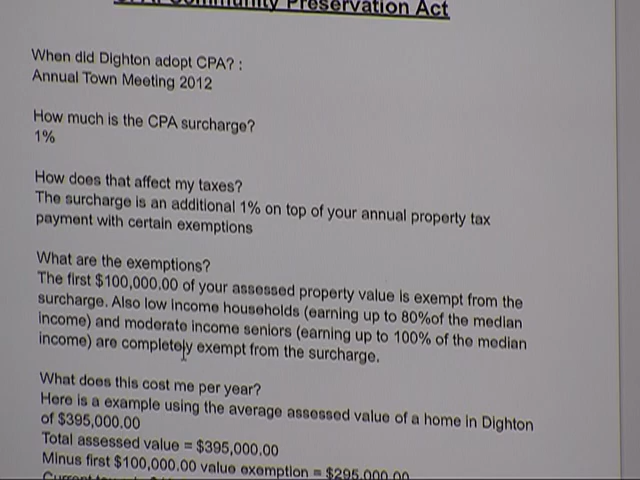 Community Preservation Act
When did Dighton adopt CPA? :
Annual Town Meeting 2012
How much is the CPA surcharge?
1%
How does that affect my taxes?
The surcharge is an additional 1% on top of your annual property tax
payment with certain exemptions
What are the exemptions?
The first $100,000.00 of your assessed property value is exempt from the
surcharge. Also low income households (earning up to 80%of the median
income) and moderate income seniors (earning up to 100% of the median
income) are completely exempt from the surcharge.
What does this cost me per year?
Here is a example using the average assessed value of a home in Dighton
of $395,000.00
Total assessed value = $395,000.00
Minus first $100,000.00 value exemption = $295,000.00
Current